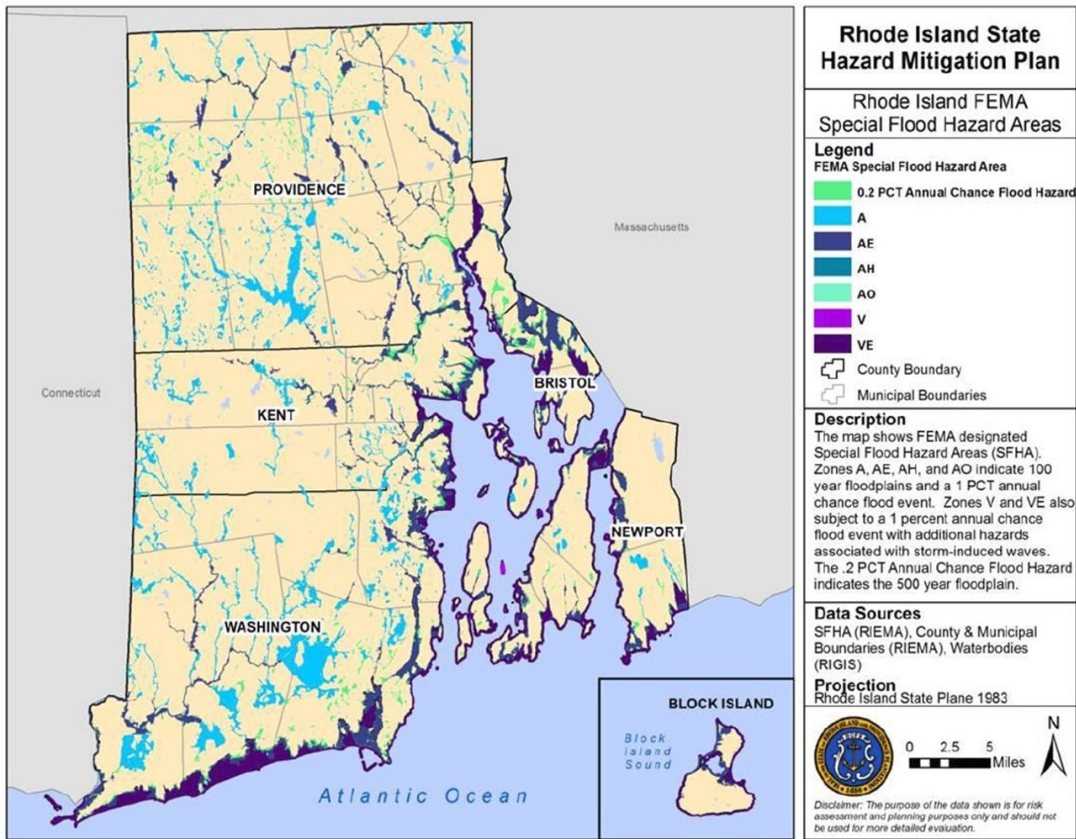 PROVIDENCE
Massachusetts
Connecticut
KENT
BRISTOL
NEWPORT
WASHINGTON
BLOCK ISLAND
Block
Island
Sound
Atlantic Ocean
Rhode Island State
Hazard Mitigation Plan
Rhode Island FEMA
Special Flood Hazard Areas
Legend
FEMA Special Flood Hazard Area
0.2 PCT Annual Chance Flood Hazard
A
AE
AH
AO
V
VE
County Boundary
Municipal Boundaries
Description
The map shows FEMA designated
Special Flood Hazard Areas (SFHA).
Zones A, AE, AH, and AO indicate 100
year floodplains and a 1 PCT annual
chance flood event. Zones V and VE also
subject to a 1 percent annual chance
flood event with additional hazards
associated with storm-induced waves.
The .2 PCT Annual Chance Flood Hazard
indicates the 500 year floodplain.
Data Sources
SFHA (RIEMA), County & Municipal
Boundaries (RIEMA), Waterbodies
(RIGIS)
Projection
Rhode Island State Plane 1983
N
0 2.5 5
Miles
Disclaimer: The purpose of the data shown is for risk
assessment and planning purposes only and should not
be used for more detailed evaluation.